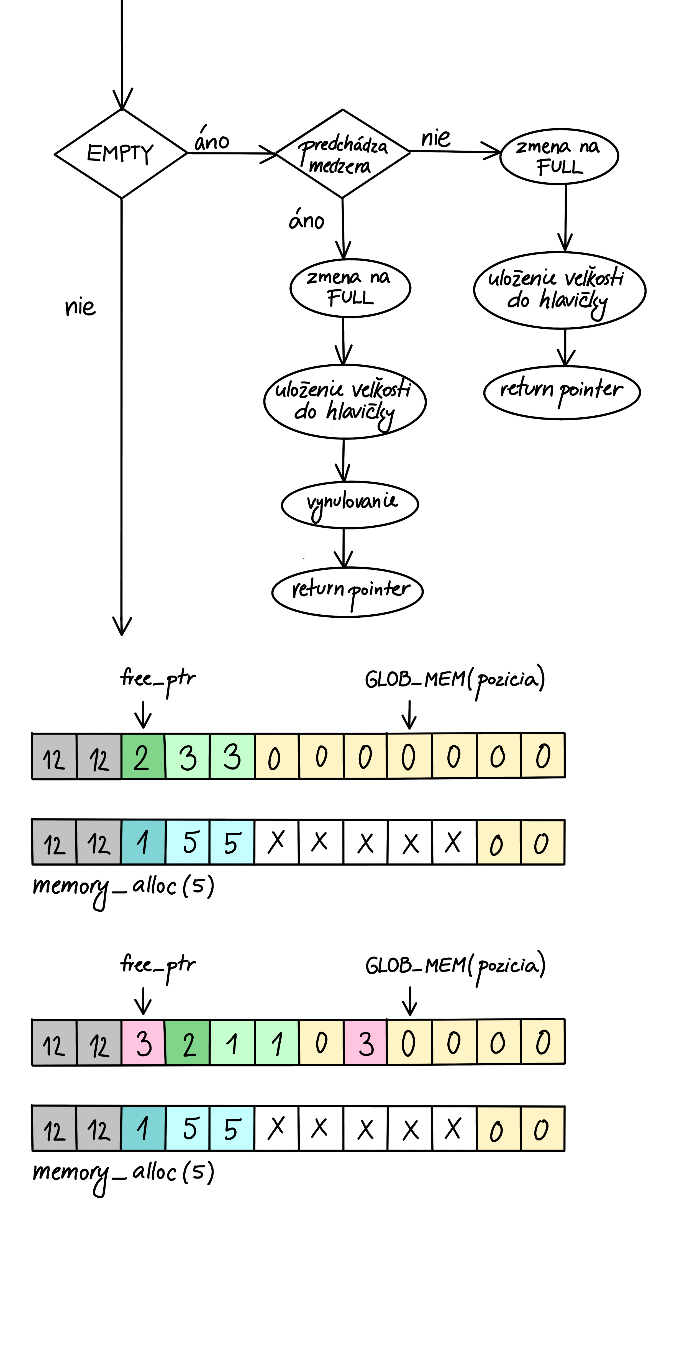 EMPTY
áno
predchádza
medzera
nie
zmena na
FULL
áno
nie
zmena na
FULL
uloženie veľkosti
do hlavičky
uloženie veľkosti
do hlavičky
return pointer
vynulovanie
return pointer
free_ptr
GLOB_MEM(pozicia)
12 12 2 3 3 0 0 0 0 0 0 0
12 12 1 5 5 X X X X X 0 0
memory_alloc(5)
free_ptr
GLOB_MEM(pozicia)
12 12 3 2 1 1 0 3 0 0 0 0
12 12 1 5 5 X X X X X 0 0
memory_alloc(5)